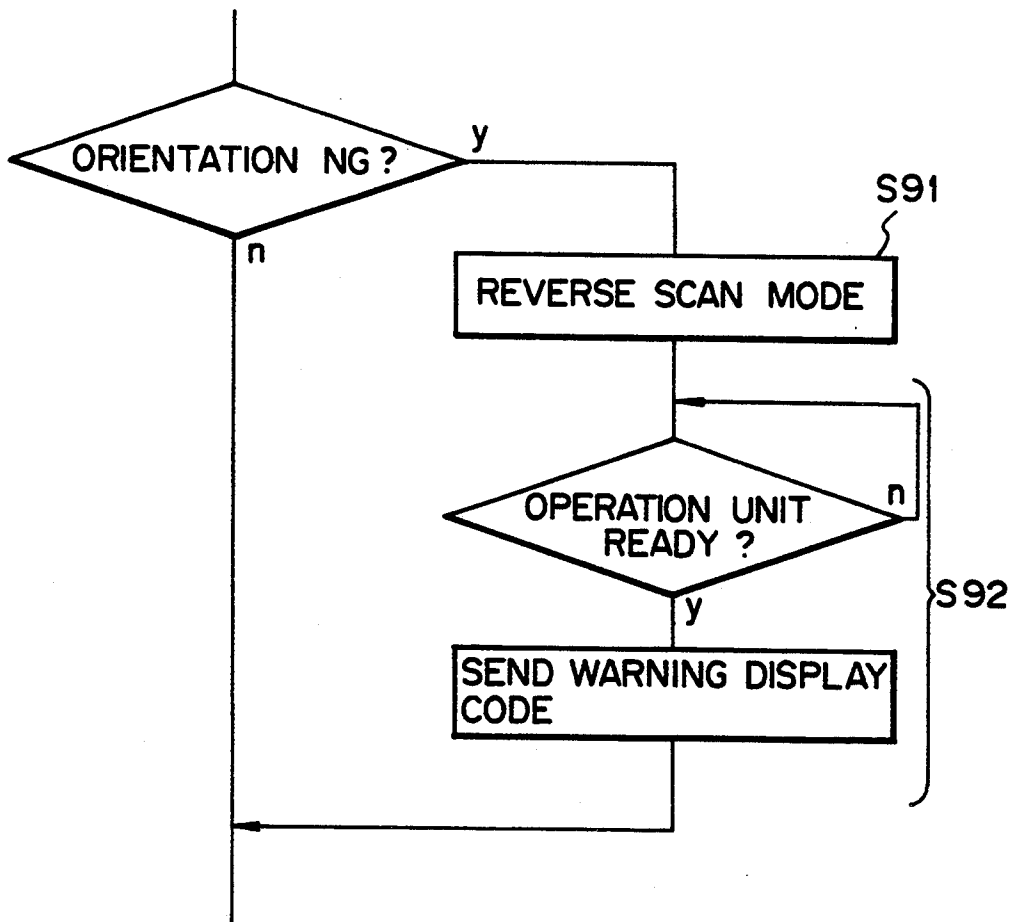 ORIENTATION NG?
y
n
S91
REVERSE SCAN MODE
OPERATION UNIT
READY ?
n
y
S92
SEND WARNING DISPLAY
CODE